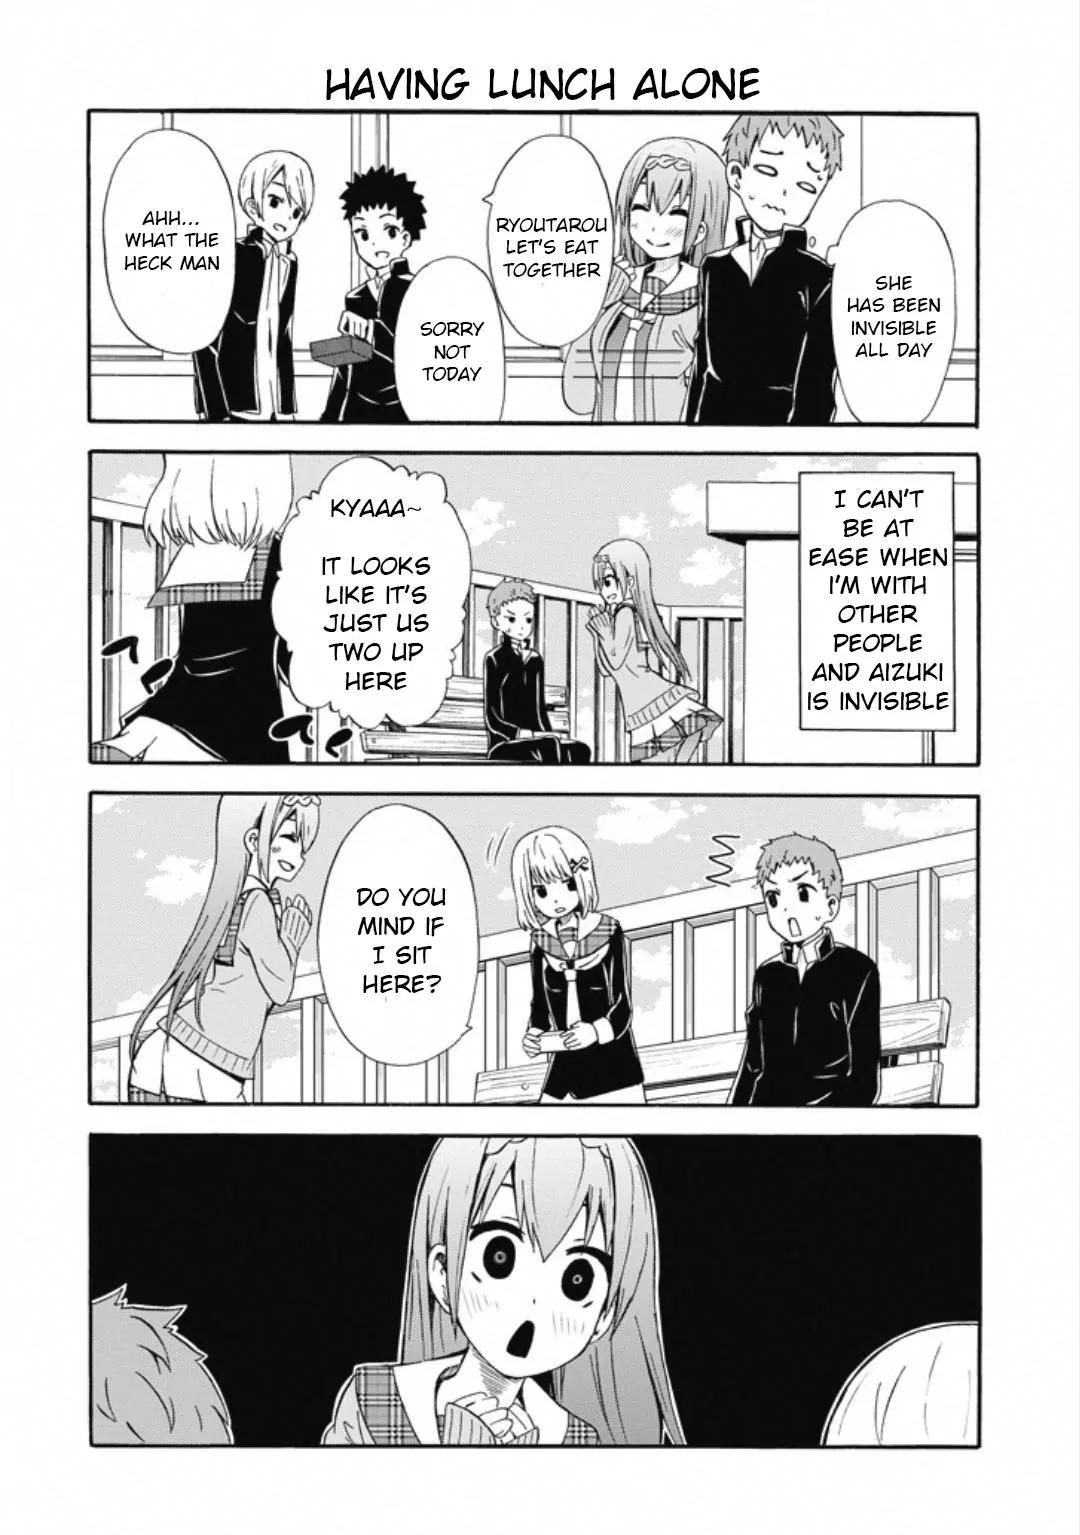 HAVING LUNCH ALONE
AHH...
WHAT THE
HECK MAN
SORRY
NOT
TODAY
RYOUTAROU
LET'S EAT
TOGETHER
SHE
HAS BEEN
INVISIBLE
ALL DAY
I CAN'T
BE AT
EASE WHEN
I'M WITH
OTHER
PEOPLE
AND AIZUKI
IS INVISIBLE
KYAAA~
IT LOOKS
LIKE IT'S
JUST US
TWO UP
HERE
DO YOU
MIND IF
I SIT
HERE?